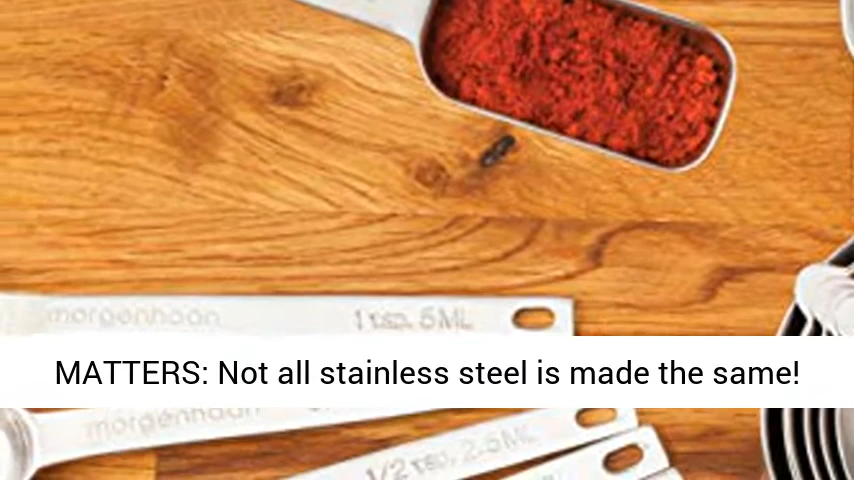 morgenhaan 1 TSP. 5ML
MATTERS: Not all stainless steel is made the same!
morgenhaan
1/2 TSP. 2.5ML